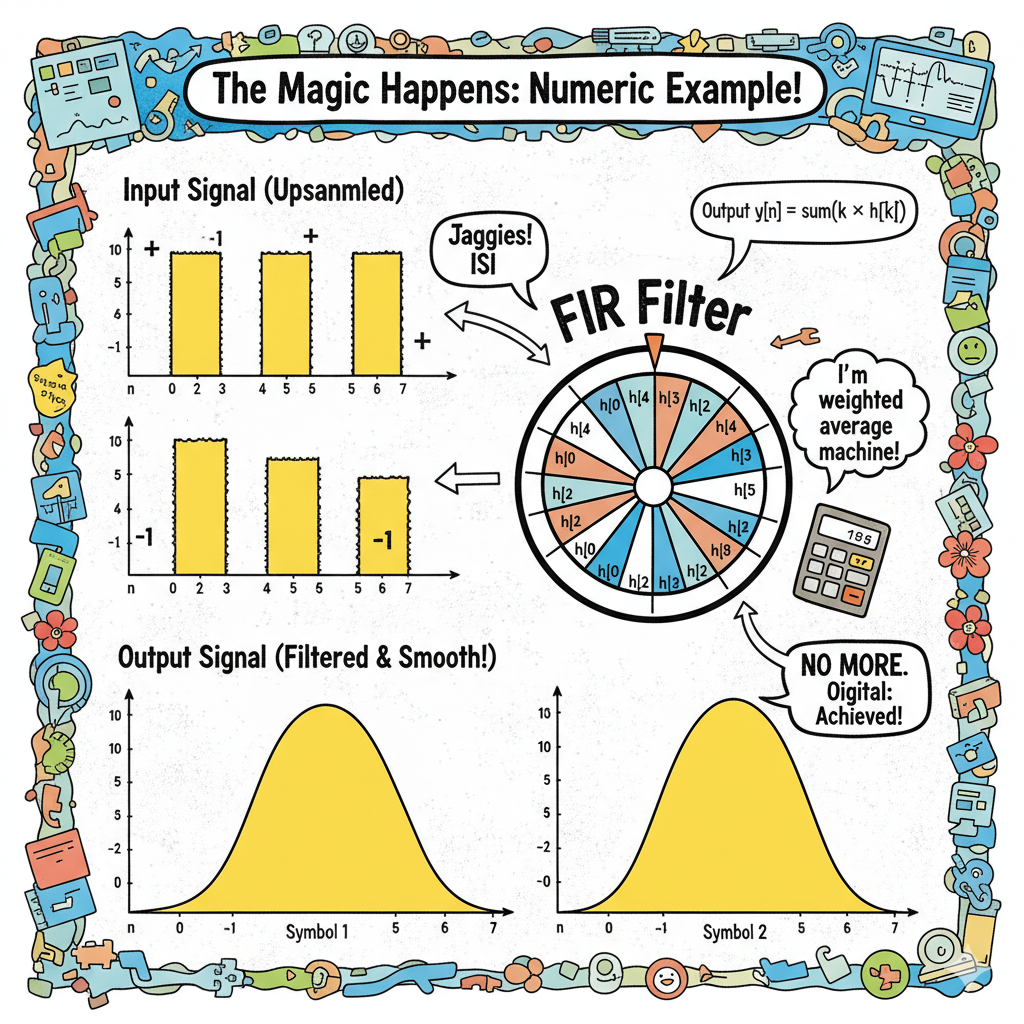 The Magic Happens: Numeric Example!
Input Signal (Upsanmled)
Output y[n] = sum(k × h[k[')
Jaggies!
ISI
FIR Filter
+ -1 +
10
5
6
-1
+
n 0 2 3 4 5 5 5 6 7
I'm
weighted
average
machine!
h[0 h[4 h[3 h[2 h[4 h[3 h[5 h[2 h[8 h[2 h[3 h[2 h[0 h[0 h[2 h[2 h[0 h[4
195
10
5
4
-1
-1
-1
n 0 2 3 4 5 5 5 6 7
Output Signal (Filtered & Smooth!)
NO MORE.
Oigital:
Achieved!
10
10
5
5
-2
0
n 0 -1 Symbol 1 5 6 7
10
10
5
5
-2
-0
n 0 -1 Symbol 2 5 6 7